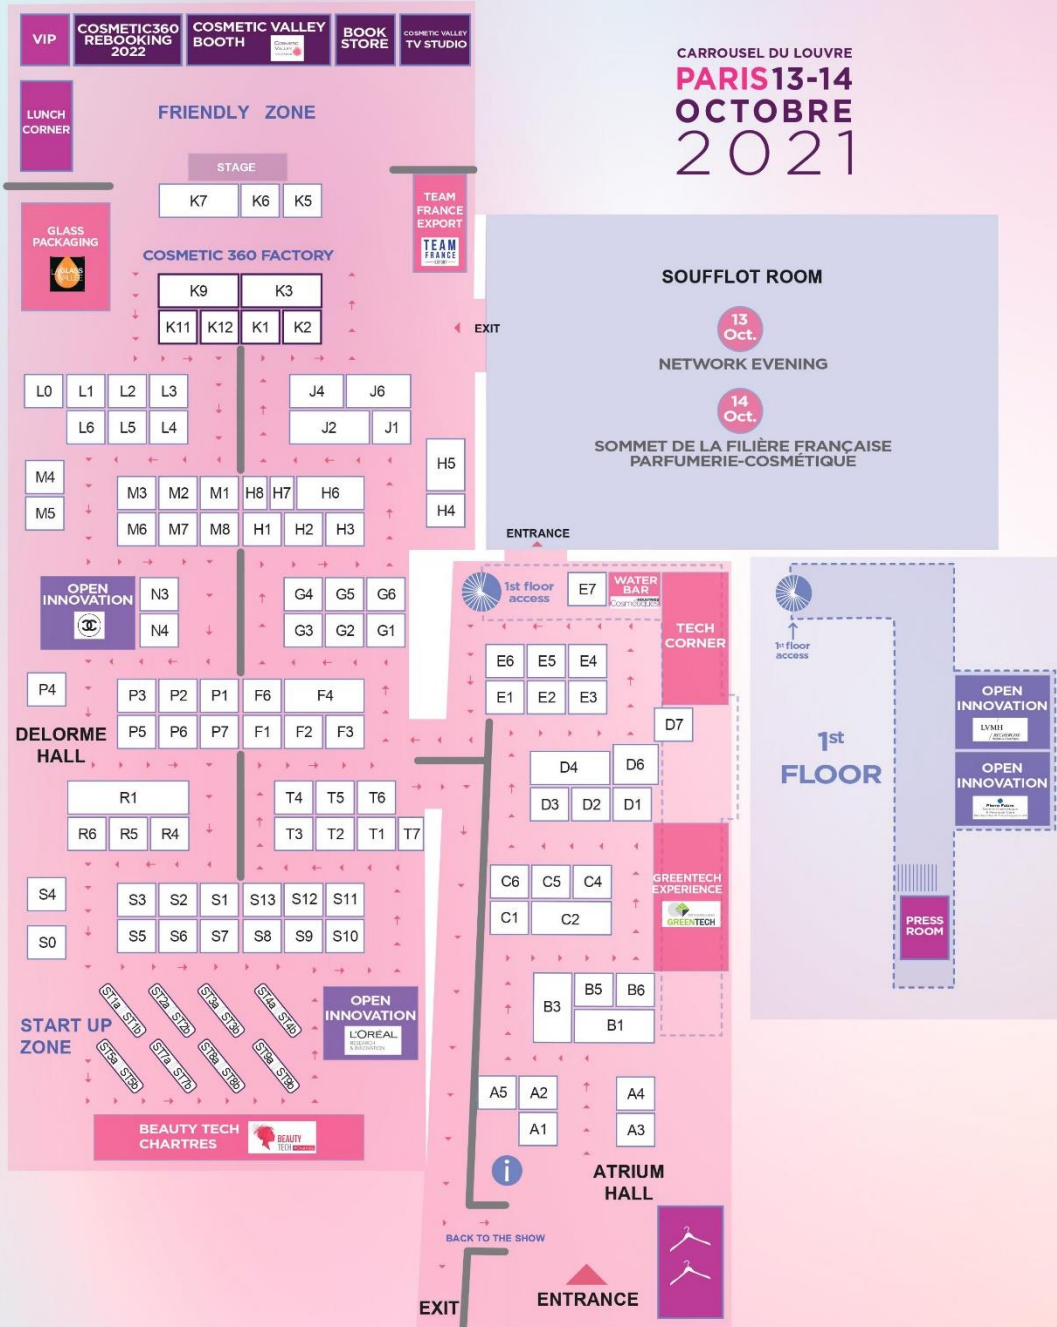 VIP
COSMETIC360
REBOOKING
2022
COSMETIC VALLEY
BOOTH
BOOK
STORE
COSMETIC VALLEY
TV STUDIO
CARROUSEL DU LOUVRE
PARIS 13-14
OCTOBRE
2021
LUNCH
CORNER
FRIENDLY ZONE
STAGE
K7 K6 K5
TEAM
FRANCE
EXPORT
TEAM
FRANCE
GLASS
PACKAGING
COSMETIC 360 FACTORY
K9 K3
K11 K12 K1 K2
EXIT
SOUFFLOT ROOM
13
Oct.
NETWORK EVENING
14
Oct.
SOMMET DE LA FILIÈRE FRANÇAISE
PARFUMERIE-COSMÉTIQUE
L0 L1 L2 L3
J4 J6
L6 L5 L4
J2 J1
H5
H4
M4
M5
M3 M2 M1 H8 H7 H6
M6 M7 M8 H1 H2 H3
ENTRANCE
OPEN
INNOVATION
N3
N4
G4 G5 G6
G3 G2 G1
1st floor
access
E7
WATER
BAR
TECH
CORNER
E6 E5 E4
E1 E2 E3
1st floor
access
OPEN
INNOVATION
LVMH
RECHERCHE
OPEN
INNOVATION
Pierre Fabre
1st
FLOOR
PRESS
ROOM
P4
DELORME
HALL
P3 P2 P1 F6 F4
P5 P6 P7 F1 F2 F3
D7
D4 D6
D3 D2 D1
R1
R6 R5 R4
T4 T5 T6
T3 T2 T1 T7
C6 C5 C4
C1 C2
GREENTECH
EXPERIENCE
GREENTECH
S4
S0
S3 S2 S1 S13 S12 S11
S5 S6 S7 S8 S9 S10
B3 B5 B6
B1
START UP
ZONE
ST1a ST1b
ST2a ST2b
ST3a ST3b
ST4a ST4b
ST5a ST5b
ST7a ST7b
ST8a ST8b
ST9a ST9b
OPEN
INNOVATION
L'ORÉAL
RESEARCH
& INNOVATION
A5 A2
A1
A4
A3
BEAUTY TECH
CHARTRES
BEAUTY
TECH
i
ATRIUM
HALL
BACK TO THE SHOW
EXIT
ENTRANCE